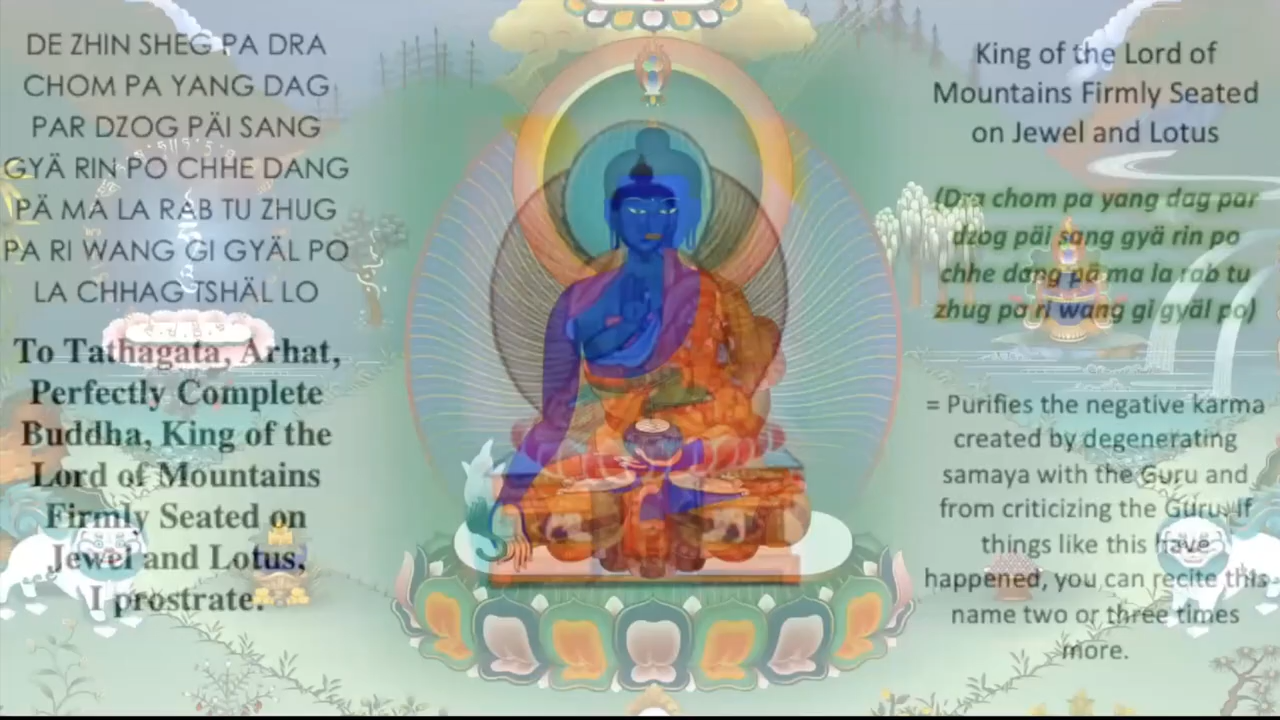 DE ZHIN SHEG PA DRA
CHOM PA YANG DAG
PAR DZOG PÄI SANG
GYÄ RIN PO CHHE DANG
PÄ MA LA RAB TU ZHUG
PA RI WANG GI GYÄL PO
LA CHHAG TSHÄL LO
To Tathagata, Arhat,
Perfectly Complete
Buddha, King of the
Lord of Mountains
Firmly Seated on
Jewel and Lotus,
I prostrate.
King of the Lord of
Mountains Firmly Seated
on Jewel and Lotus
(Dra chom pa yang dag par
dzog päi sang gyä rin po
chhe dang pä ma la rab tu
zhug pa ri wang gi gyäl po)
= Purifies the negative karma
created by degenerating
samaya with the Guru and
from criticizing the Guru. If
things like this have
happened, you can recite this
name two or three times
more.